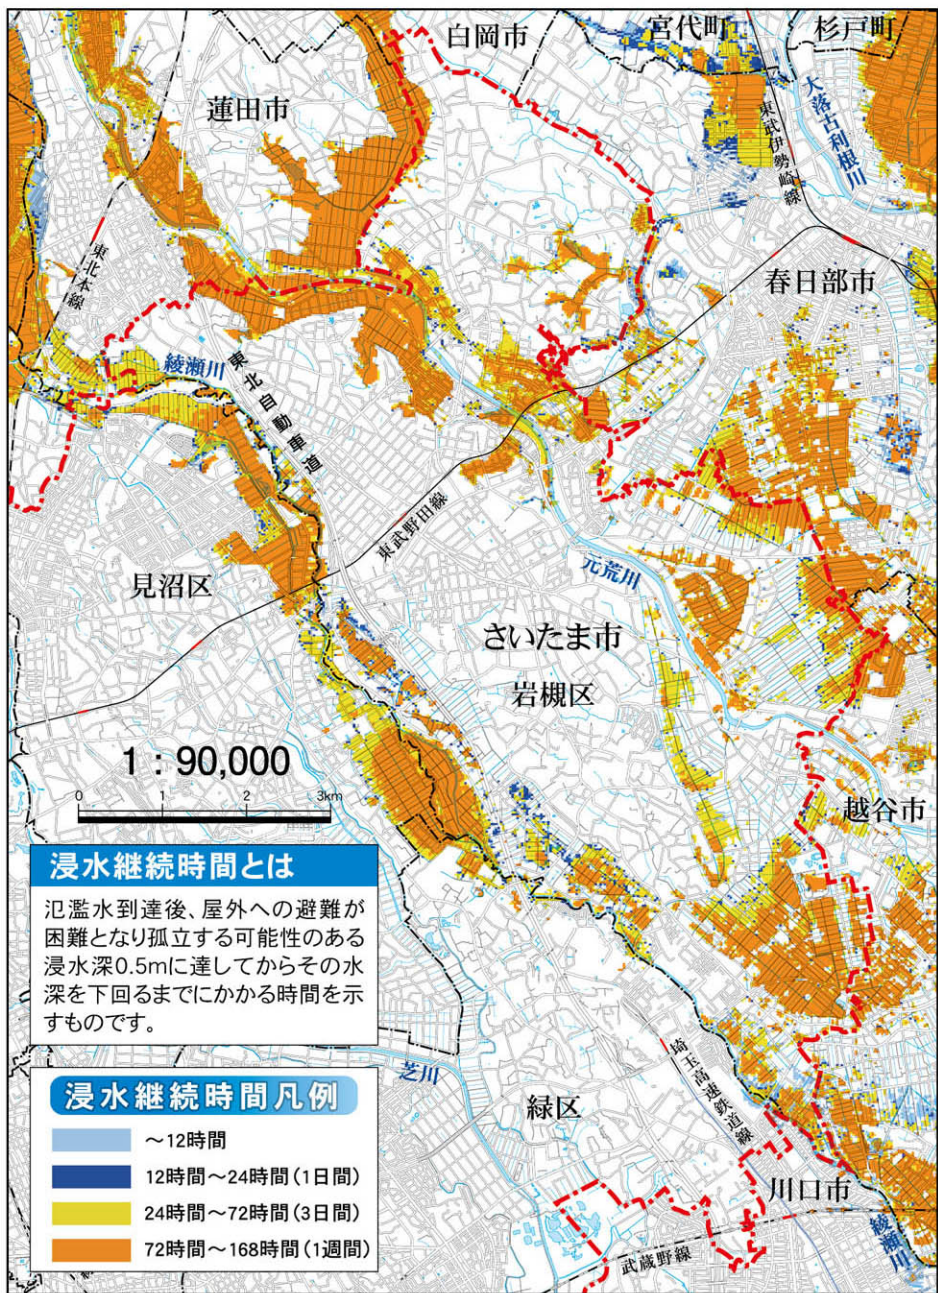 白岡市
宮代町
杉戸町
蓮田市
大落古利根川
東武伊勢崎線
東北本線
春日部市
綾瀬川
東北自動車道
東武野田線
元荒川
見沼区
さいたま市
岩槻区
1：90,000
0 1 2 3km
越谷市
浸水継続時間とは
氾濫水到達後、屋外への避難が
困難となり孤立する可能性のある
浸水深0.5mに達してからその水
深を下回るまでにかかる時間を示
すものです。
芝川
埼玉高速鉄道線
緑区
浸水継続時間凡例
～12時間
12時間～24時間(1日間)
24時間～72時間(3日間)
72時間～168時間(1週間)
川口市
綾瀬川
武蔵野線